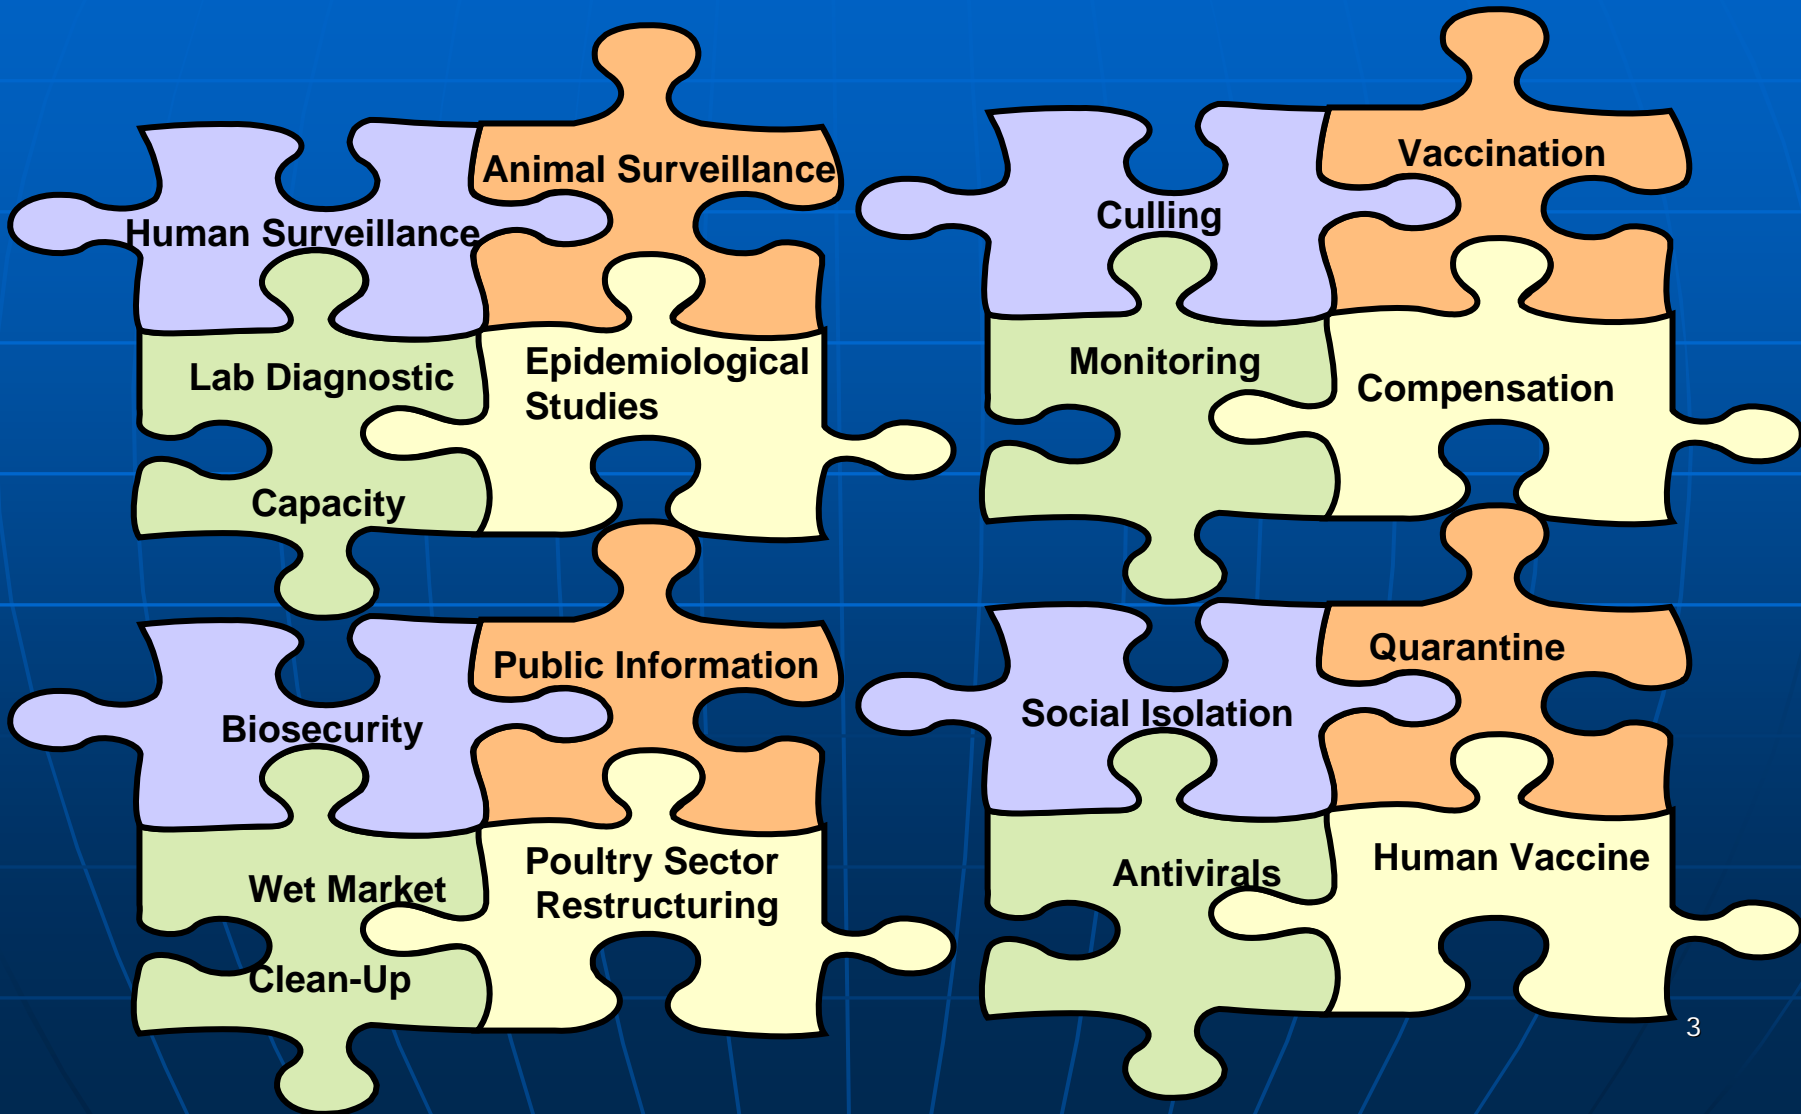 Animal Surveillance
Human Surveillance
Lab Diagnostic
Capacity
Epidemiological
Studies
Vaccination
Culling
Monitoring
Compensation
Public Information
Biosecurity
Wet Market
Clean-Up
Poultry Sector
Restructuring
Quarantine
Social Isolation
Antivirals
Human Vaccine
3